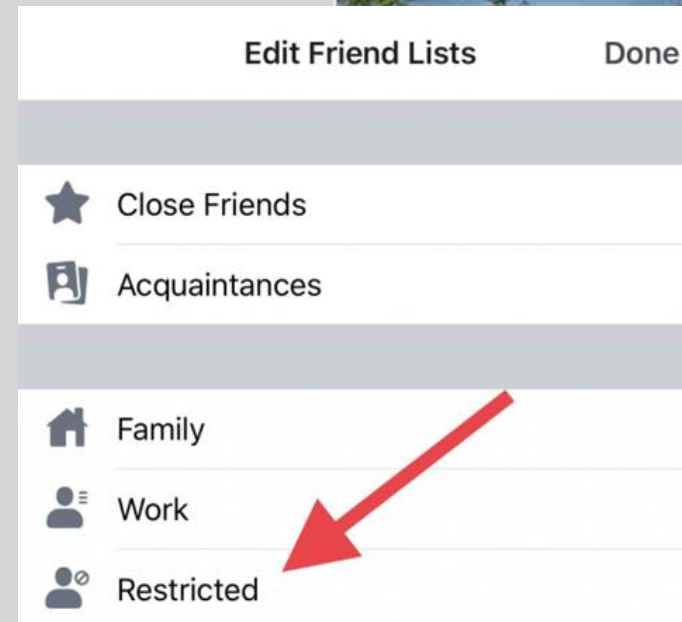 Edit Friend Lists Done
Close Friends
Acquaintances
Family
Work
Restricted